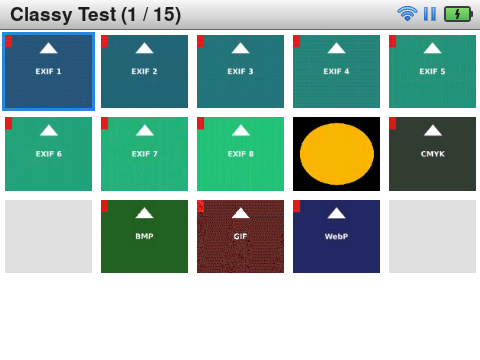 Classy Test (1 / 15)
EXIF 1
EXIF 2
EXIF 3
EXIF 4
EXIF 5
EXIF 6
EXIF 7
EXIF 8
CMYK
BMP
GIF
WebP